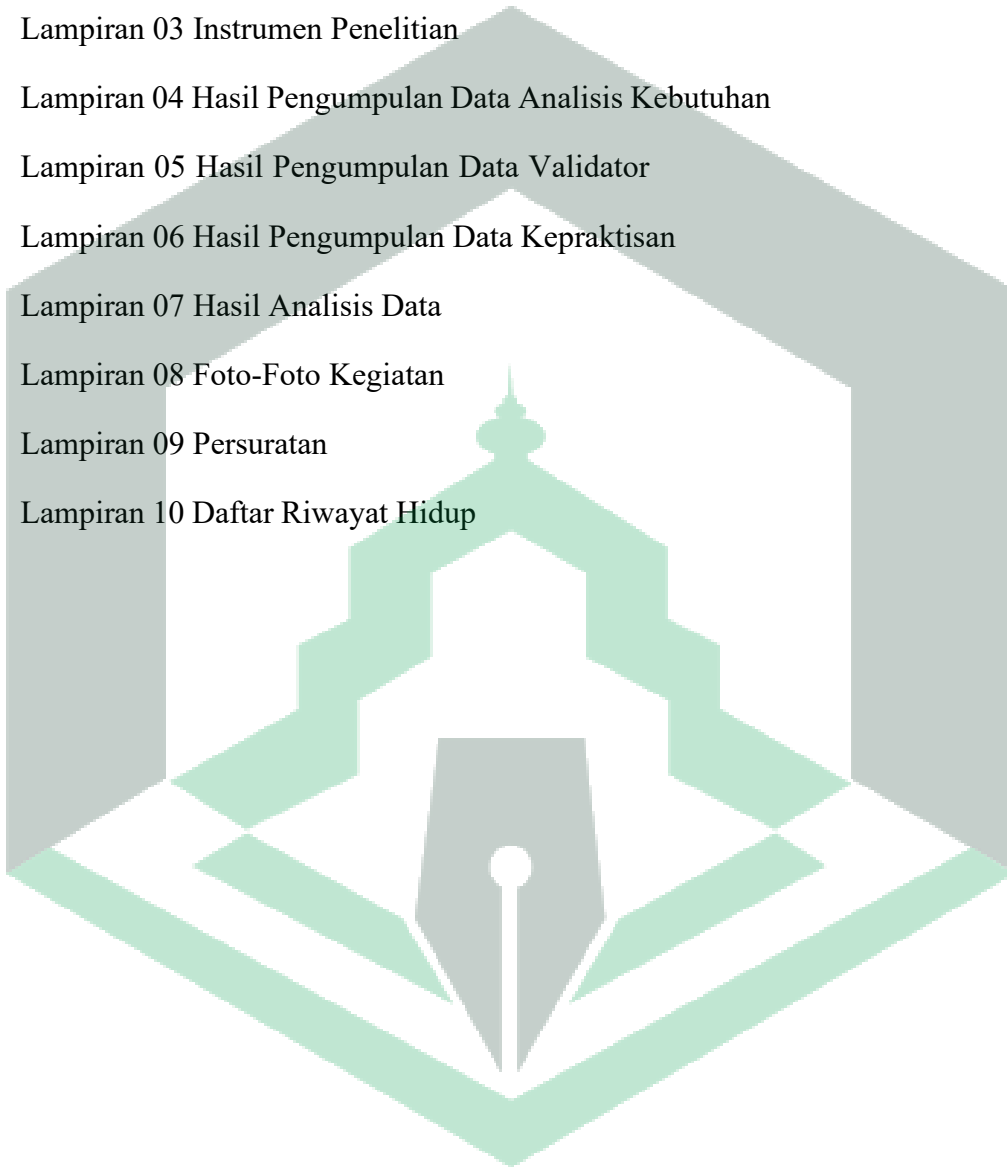 Lampiran 03 Instrumen Penelitian
Lampiran 04 Hasil Pengumpulan Data Analisis Kebutuhan
Lampiran 05 Hasil Pengumpulan Data Validator
Lampiran 06 Hasil Pengumpulan Data Kepraktisan
Lampiran 07 Hasil Analisis Data
Lampiran 08 Foto-Foto Kegiatan
Lampiran 09 Persuratan
Lampiran 10 Daftar Riwayat Hidup